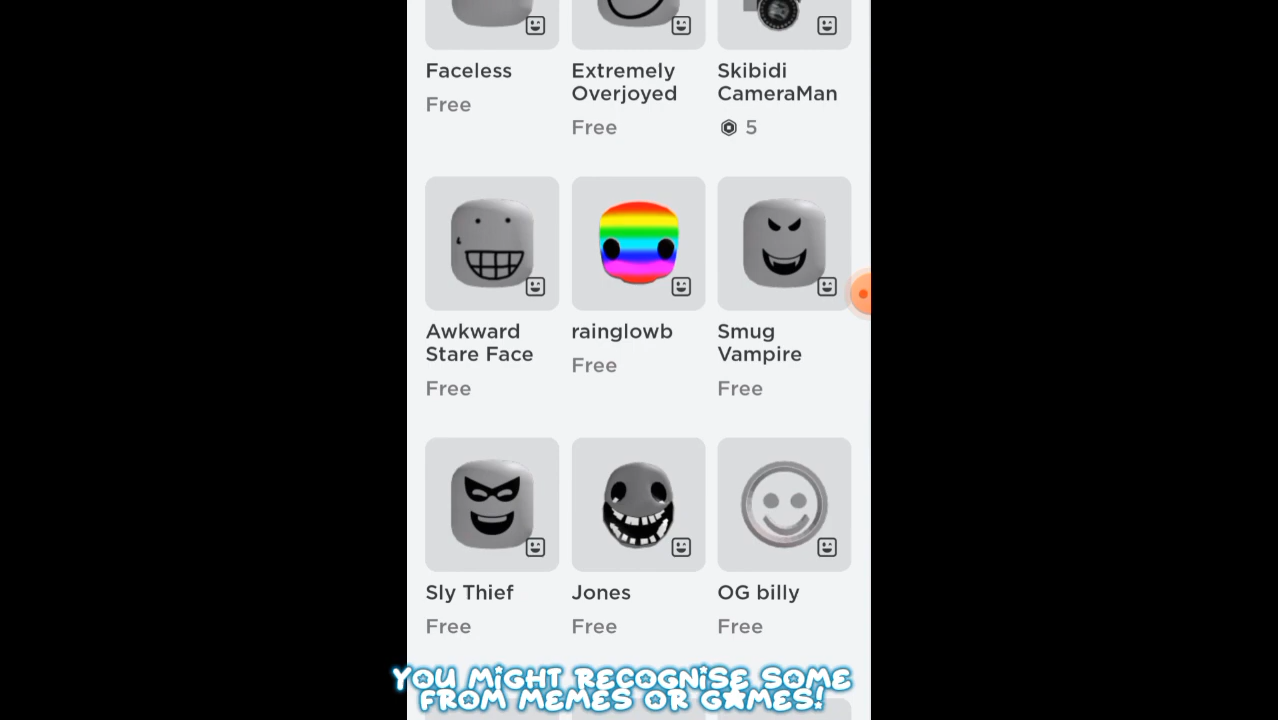 Faceless
Free
Extremely
Overjoyed
Free
Skibidi
CameraMan
5
Awkward
Stare Face
Free
rainglowb
Free
Smug
Vampire
Free
Sly Thief
Free
Jones
Free
OG billy
Free
YOU MIGHT RECOGNISE SOME
FROM MEMES OR GAMES!